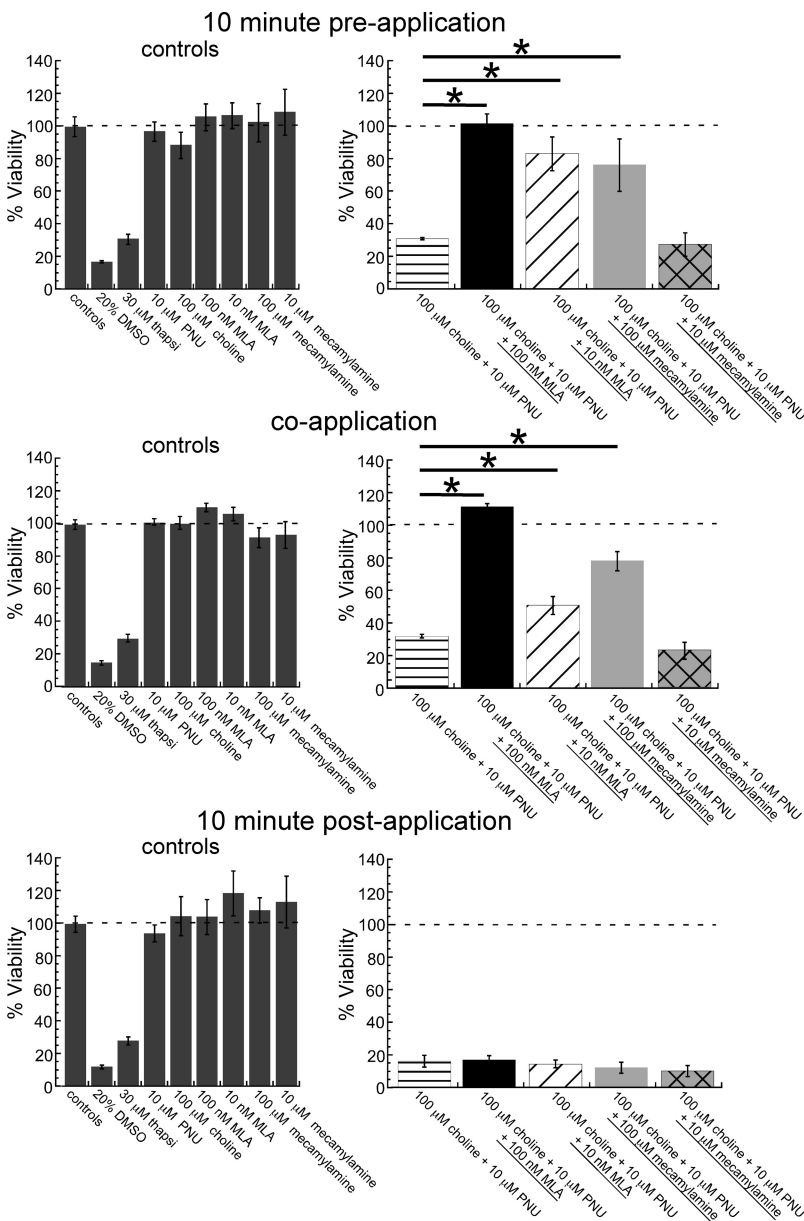 10 minute pre-application
controls
% Viability
140
120
100
80
60
40
20
0
controls
20% DMSO
30 µM thapsi
10 µM PNU
100 µM choline
100 nM MLA
10 nM MLA
100 µM mecamylamine
10 µM mecamylamine
% Viability
140
120
100
80
60
40
20
0
*
*
*
100 µM choline + 10 µM PNU
100 µM choline + 10 µM PNU
+ 100 nM MLA
100 µM choline + 10 µM PNU
+ 10 nM MLA
100 µM choline + 10 µM PNU
+ 100 µM mecamylamine
100 µM choline + 10 µM PNU
+ 10 µM mecamylamine
co-application
controls
% Viability
140
120
100
80
60
40
20
0
controls
20% DMSO
30 µM thapsi
10 µM PNU
100 µM choline
100 nM MLA
10 nM MLA
100 µM mecamylamine
10 µM mecamylamine
% Viability
140
120
100
80
60
40
20
0
*
*
*
100 µM choline + 10 µM PNU
100 µM choline + 10 µM PNU
+ 100 nM MLA
100 µM choline + 10 µM PNU
+ 10 nM MLA
100 µM choline + 10 µM PNU
+ 100 µM mecamylamine
100 µM choline + 10 µM PNU
+ 10 µM mecamylamine
10 minute post-application
controls
% Viability
140
120
100
80
60
40
20
0
controls
20% DMSO
30 µM thapsi
10 µM PNU
100 µM choline
100 nM MLA
10 nM MLA
100 µM mecamylamine
10 µM mecamylamine
% Viability
140
120
100
80
60
40
20
0
100 µM choline + 10 µM PNU
100 µM choline + 10 µM PNU
+ 100 nM MLA
100 µM choline + 10 µM PNU
+ 10 nM MLA
100 µM choline + 10 µM PNU
+ 100 µM mecamylamine
100 µM choline + 10 µM PNU
+ 10 µM mecamylamine